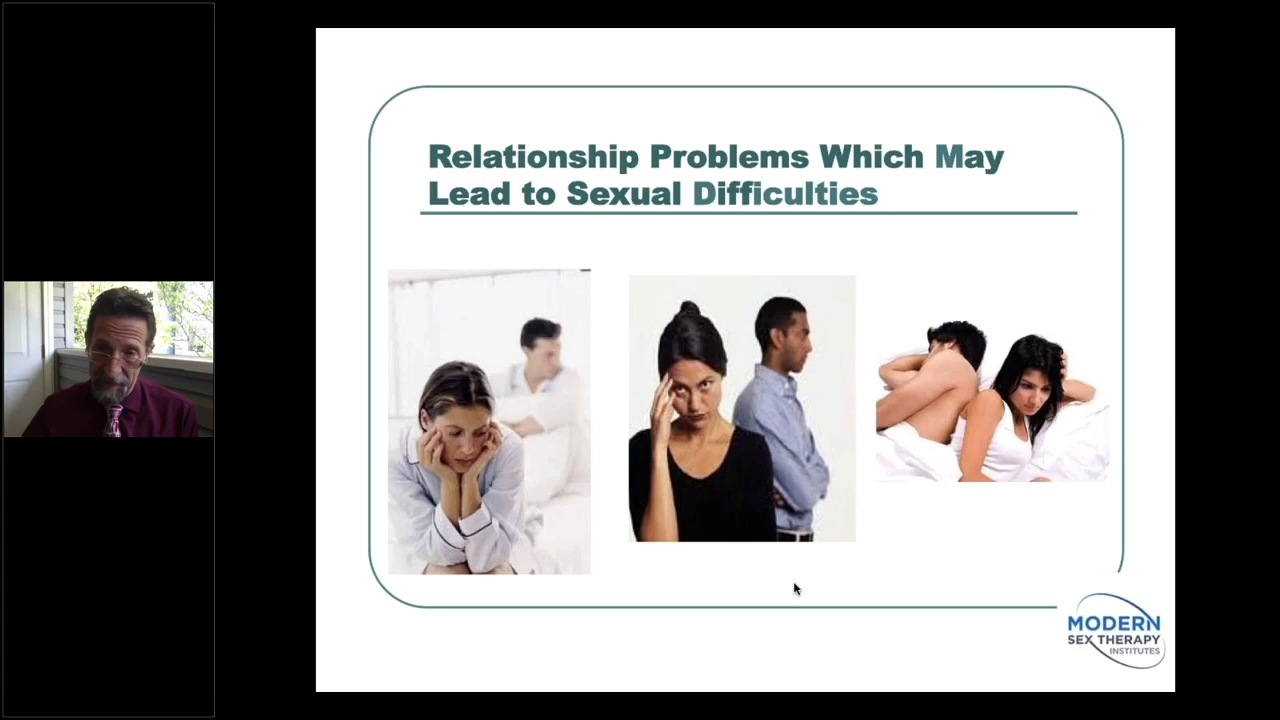 Relationship Problems Which May
Lead to Sexual Difficulties
MODERN
SEX THERAPY
INSTITUTES